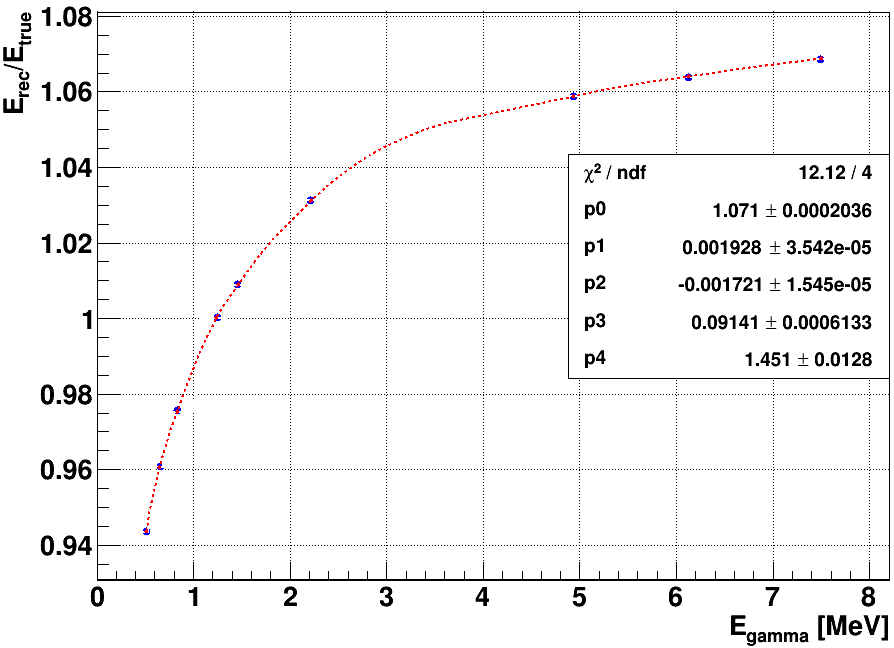 E_rec/E_true
1.08
1.06
1.04
1.02
1
0.98
0.96
0.94
χ² / ndf 12.12 / 4
p0 1.071 ± 0.0002036
p1 0.001928 ± 3.542e-05
p2 -0.001721 ± 1.545e-05
p3 0.09141 ± 0.0006133
p4 1.451 ± 0.0128
0 1 2 3 4 5 6 7 8
E_gamma [MeV]